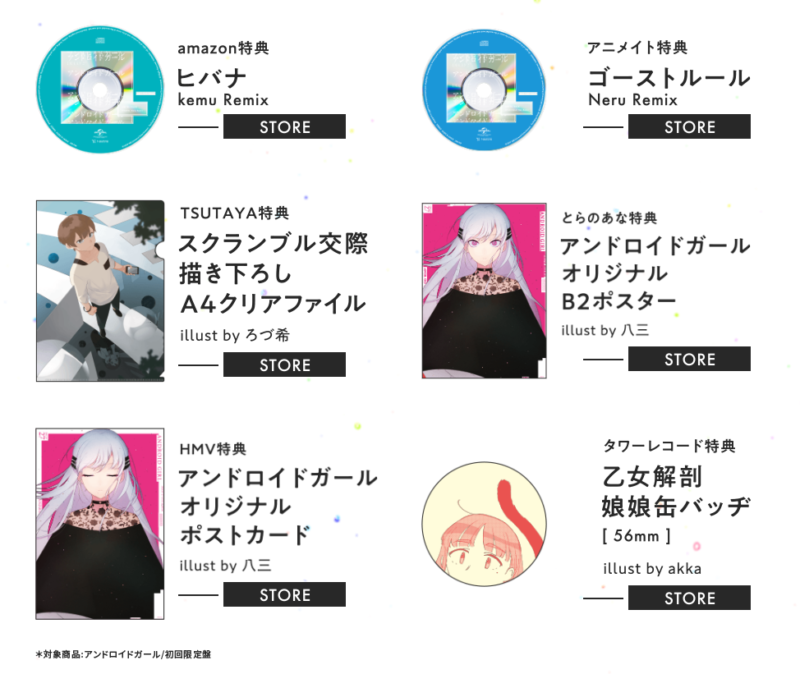 amazon特典
ヒバナ
kemu Remix
STORE
アニメイト特典
ゴーストルール
Neru Remix
STORE
TSUTAYA特典
スクランブル交際
描き下ろし
A4クリアファイル
illust by ろづ希
STORE
とらのあな特典
アンドロイドガール
オリジナル
B2ポスター
illust by 八三
STORE
HMV特典
アンドロイドガール
オリジナル
ポストカード
illust by 八三
STORE
タワーレコード特典
乙女解剖
娘娘缶バッヂ
[ 56mm ]
illust by akka
STORE
＊対象商品:アンドロイドガール/初回限定盤